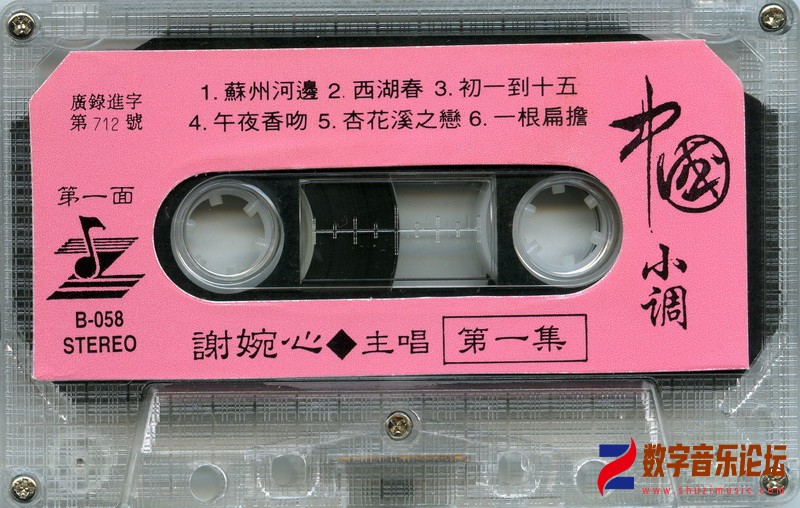 廣錄進字
第712號
1. 蘇州河邊 2. 西湖春 3. 初一到十五
4. 午夜香吻 5. 杏花溪之戀 6. 一根扁擔
中國
小调
第一面
B-058
STEREO
謝婉心◆主唱 第一集
数字音乐论坛
www.shuzimusic.com